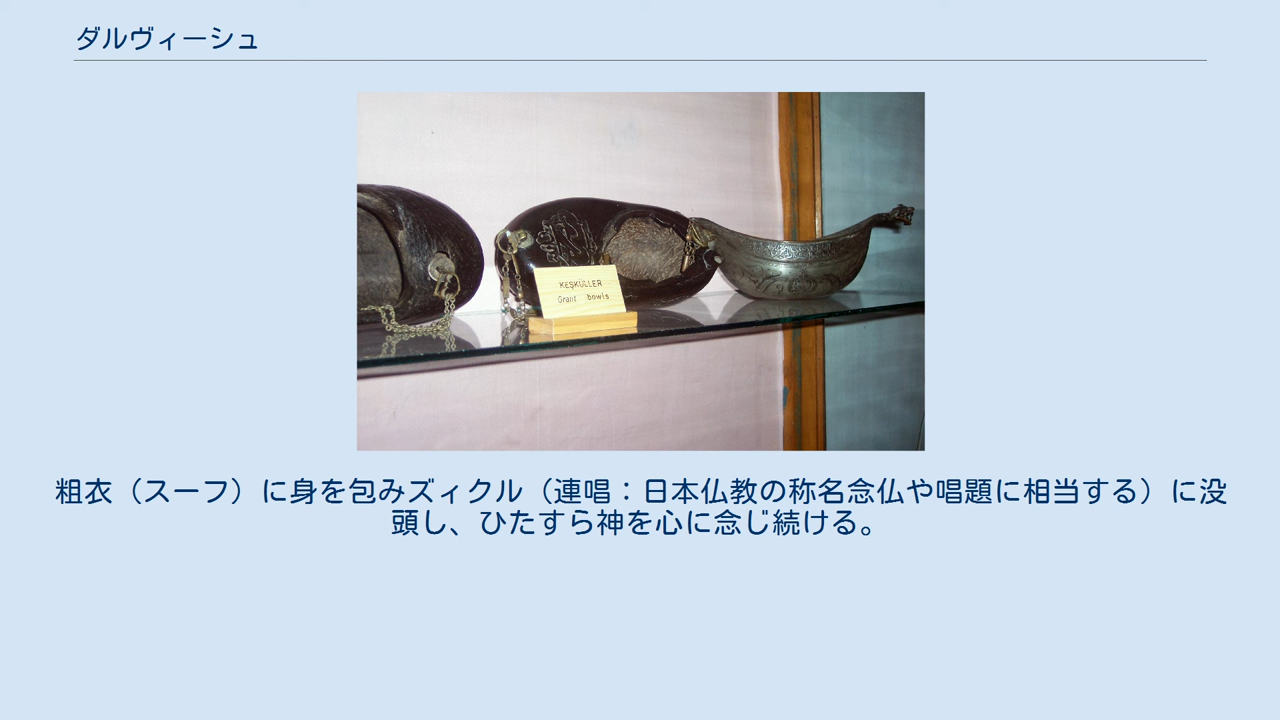 ダルヴィーシュ
KEŞKÜLLER
Grant bowls
粗衣（スーフ）に身を包みズィクル（連唱：日本仏教の称名念仏や唱題に相当する）に没
頭し、ひたすら神を心に念じ続ける。